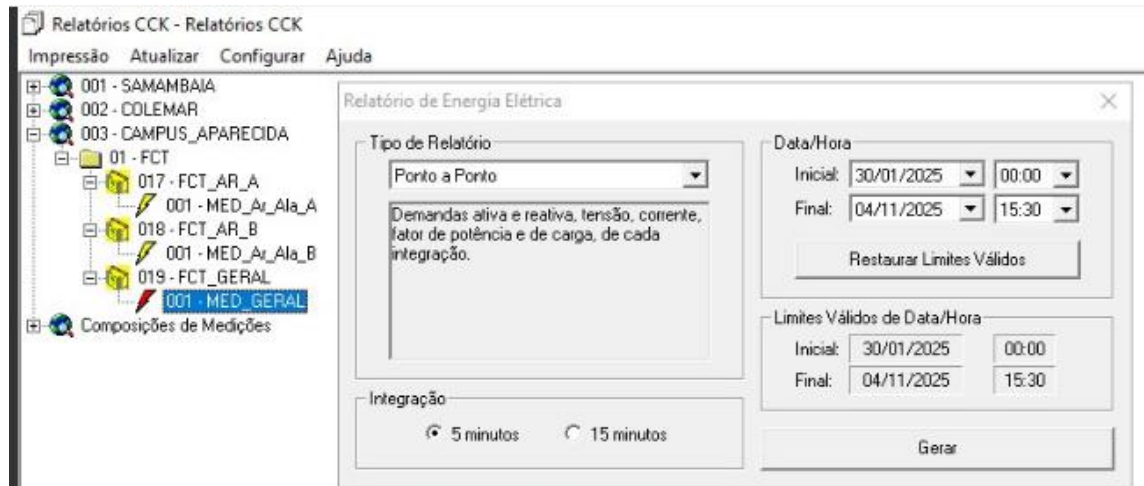 Relatórios CCK - Relatórios CCK
Impressão Atualizar Configurar Ajuda
001 - SAMAMBAIA
002 - COLEMAR
003 - CAMPUS_APARECIDA
01 - FCT
017 - FCT_AR_A
001 - MED_Ar_Ala_A
018 - FCT_AR_B
001 - MED_Ar_Ala_B
019 - FCT_GERAL
001 - MED_GERAL
Composições de Medições
Relatório de Energia Elétrica
Tipo de Relatório
Ponto a Ponto
Demandas ativa e reativa, tensão, corrente,
fator de potência e de carga, de cada
integração.
Integração
5 minutos 15 minutos
Data/Hora
Inicial: 30/01/2025 00:00
Final: 04/11/2025 15:30
Restaurar Limites Válidos
Limites Válidos de Data/Hora
Inicial: 30/01/2025 00:00
Final: 04/11/2025 15:30
Gerar